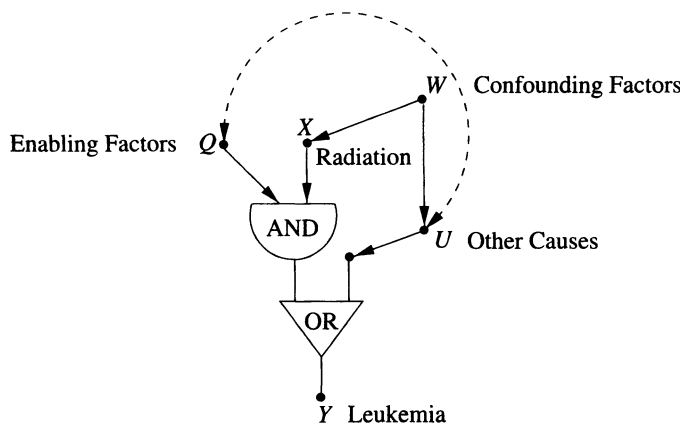 W Confounding Factors
X
Enabling Factors Q
Radiation
AND
U Other Causes
OR
Y Leukemia